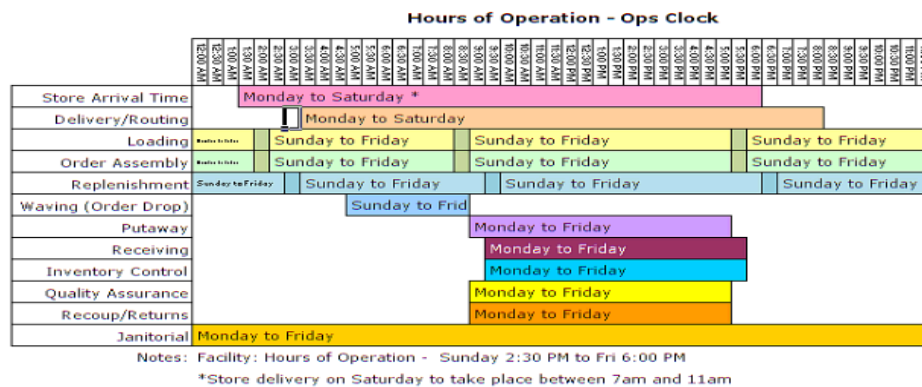 Hours of Operation - Ops Clock
12:00 AM 12:30 AM 1:00 AM 1:30 AM 2:00 AM 2:30 AM 3:00 AM 3:30 AM 4:00 AM 4:30 AM 5:00 AM 5:30 AM 6:00 AM 6:30 AM 7:00 AM 7:30 AM 8:00 AM 8:30 AM 9:00 AM 9:30 AM 10:00 AM 10:30 AM 11:00 AM 11:30 AM 12:00 PM 12:30 PM 1:00 PM 1:30 PM 2:00 PM 2:30 PM 3:00 PM 3:30 PM 4:00 PM 4:30 PM 5:00 PM 5:30 PM 6:00 PM 6:30 PM 7:00 PM 7:30 PM 8:00 PM 8:30 PM 9:00 PM 9:30 PM 10:00 PM 10:30 PM
Store Arrival Time Monday to Saturday *
Delivery/Routing Monday to Saturday
Loading Sunday to Friday Sunday to Friday Sunday to Friday
Order Assembly Sunday to Friday Sunday to Friday Sunday to Friday
Replenishment Sunday to Friday Sunday to Friday Sunday to Friday Sunday to Friday
Waving (Order Drop) Sunday to Frid
Putaway Monday to Friday
Receiving Monday to Friday
Inventory Control Monday to Friday
Quality Assurance Monday to Friday
Recoup/Returns Monday to Friday
Janitorial Monday to Friday
Notes: Facility: Hours of Operation - Sunday 2:30 PM to Fri 6:00 PM
*Store delivery on Saturday to take place between 7am and 11am